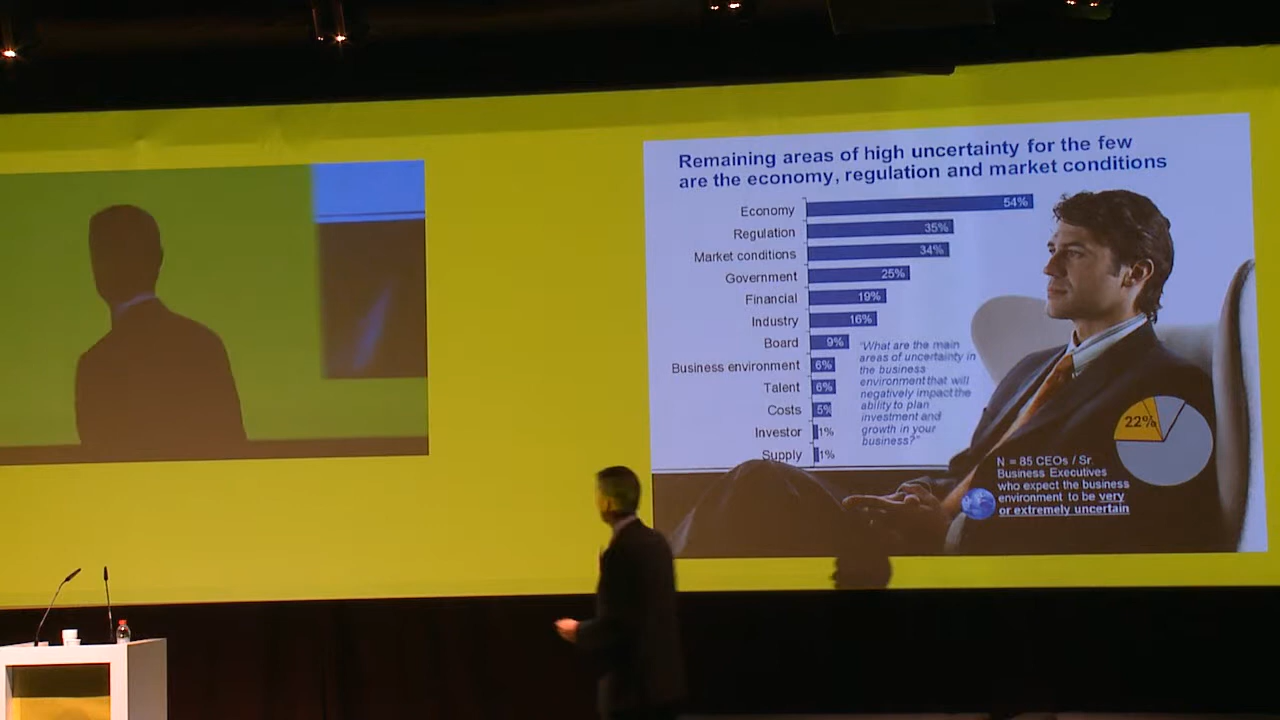 Remaining areas of high uncertainty for the few
are the economy, regulation and market conditions
Economy 54%
Regulation 35%
Market conditions 34%
Government 25%
Financial 19%
Industry 16%
Board 9%
Business environment 6%
Talent 6%
Costs 5%
Investor 1%
Supply 1%
"What are the main
areas of uncertainty in
the business
environment that will
negatively impact the
ability to plan
investment and
growth in your
business?"
22%
N = 85 CEOs / Sr.
Business Executives
who expect the business
environment to be very
or extremely uncertain